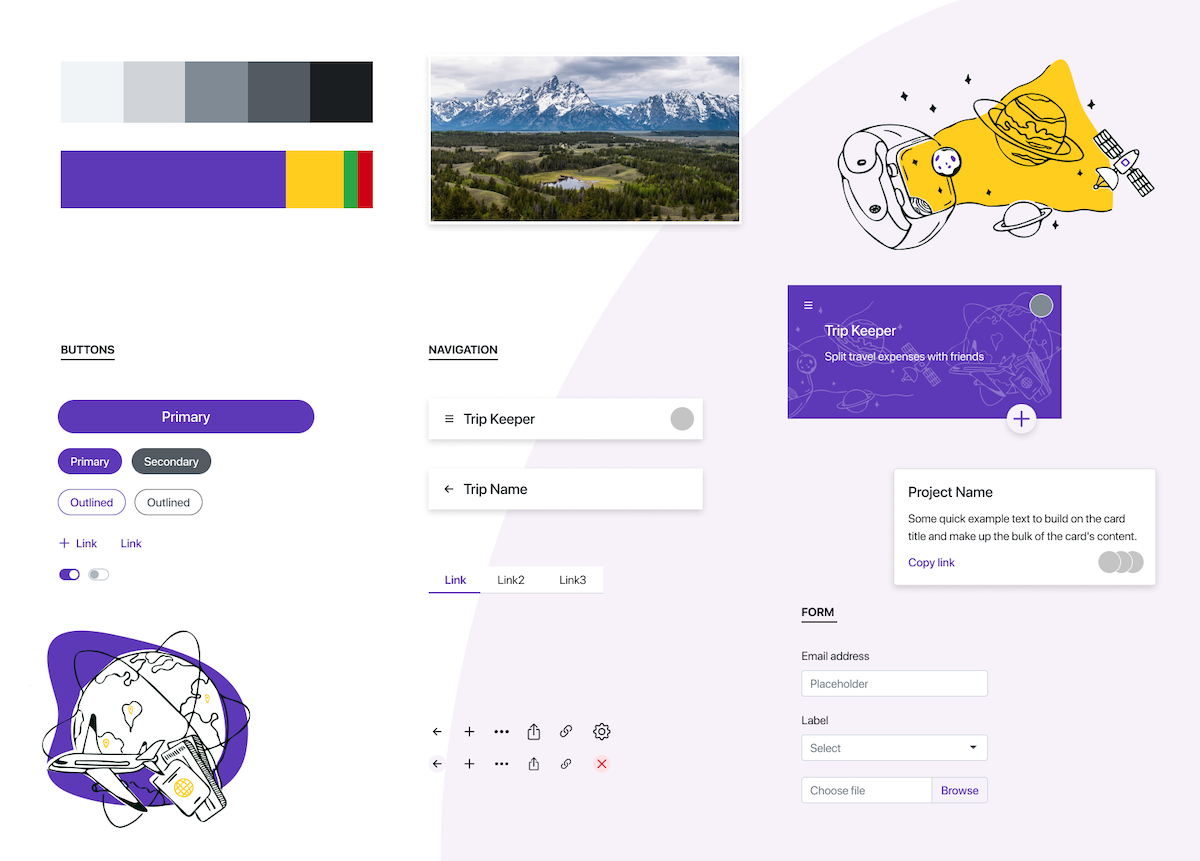 BUTTONS
Primary
Primary
Secondary
Outlined
Outlined
Link
Link
NAVIGATION
Trip Keeper
Trip Name
Link
Link2
Link3
Trip Keeper
Split travel expenses with friends
Project Name
Some quick example text to build on the card
title and make up the bulk of the card's content.
Copy link
FORM
Email address
Placeholder
Label
Select
Choose file
Browse